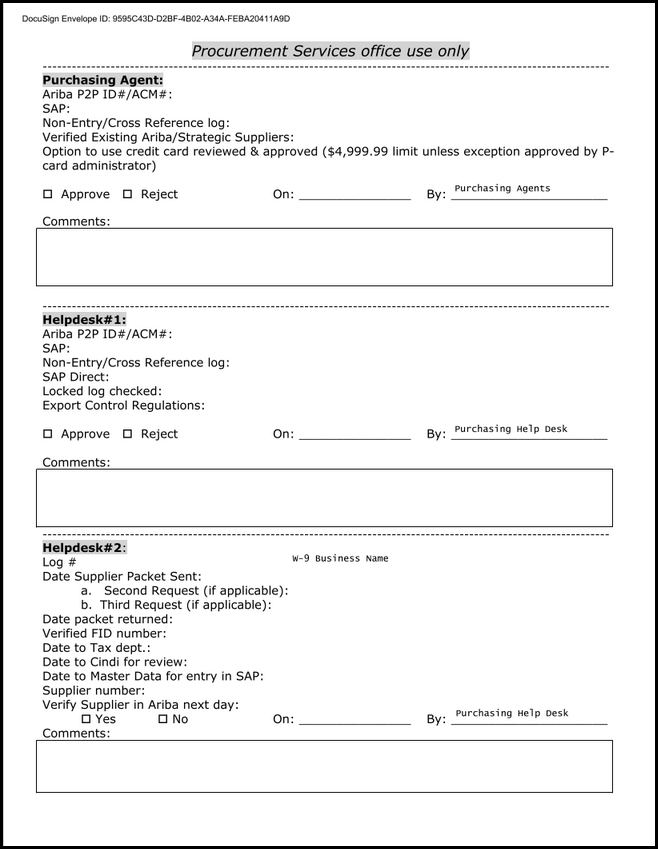 DocuSign Envelope ID: 9595C43D-D2BF-4B02-A34A-FEBA20411A9D
Procurement Services office use only
Purchasing Agent:
Ariba P2P ID#/ACM#:
SAP:
Non-Entry/Cross Reference log:
Verified Existing Ariba/Strategic Suppliers:
Option to use credit card reviewed & approved ($4,999.99 limit unless exception approved by P-
card administrator)
☐ Approve ☐ Reject On: ________________ By: Purchasing Agents
Comments:
Helpdesk#1:
Ariba P2P ID#/ACM#:
SAP:
Non-Entry/Cross Reference log:
SAP Direct:
Locked log checked:
Export Control Regulations:
☐ Approve ☐ Reject On: ________________ By: Purchasing Help Desk
Comments:
Helpdesk#2:
Log # W-9 Business Name
Date Supplier Packet Sent:
a. Second Request (if applicable):
b. Third Request (if applicable):
Date packet returned:
Verified FID number:
Date to Tax dept.:
Date to Cindi for review:
Date to Master Data for entry in SAP:
Supplier number:
Verify Supplier in Ariba next day:
☐ Yes ☐ No On: ________________ By: Purchasing Help Desk
Comments: